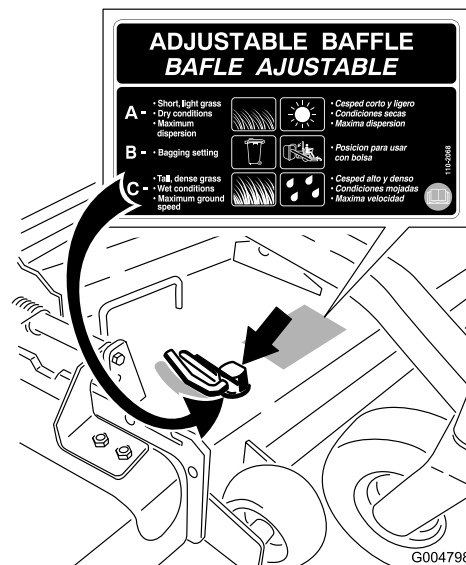 ADJUSTABLE BAFFLE
BAFLE AJUSTABLE
A - • Short, light grass
• Dry conditions
• Maximum
dispersion
• Cesped corto y ligero
• Condiciones secas
• Maxima dispersion
B - • Bagging setting
• Posicion para usar
con bolsa
C - • Tall, dense grass
• Wet conditions
• Maximum ground
speed
• Cesped alto y denso
• Condiciones mojadas
• Maxima velocidad
110-2068
G004798